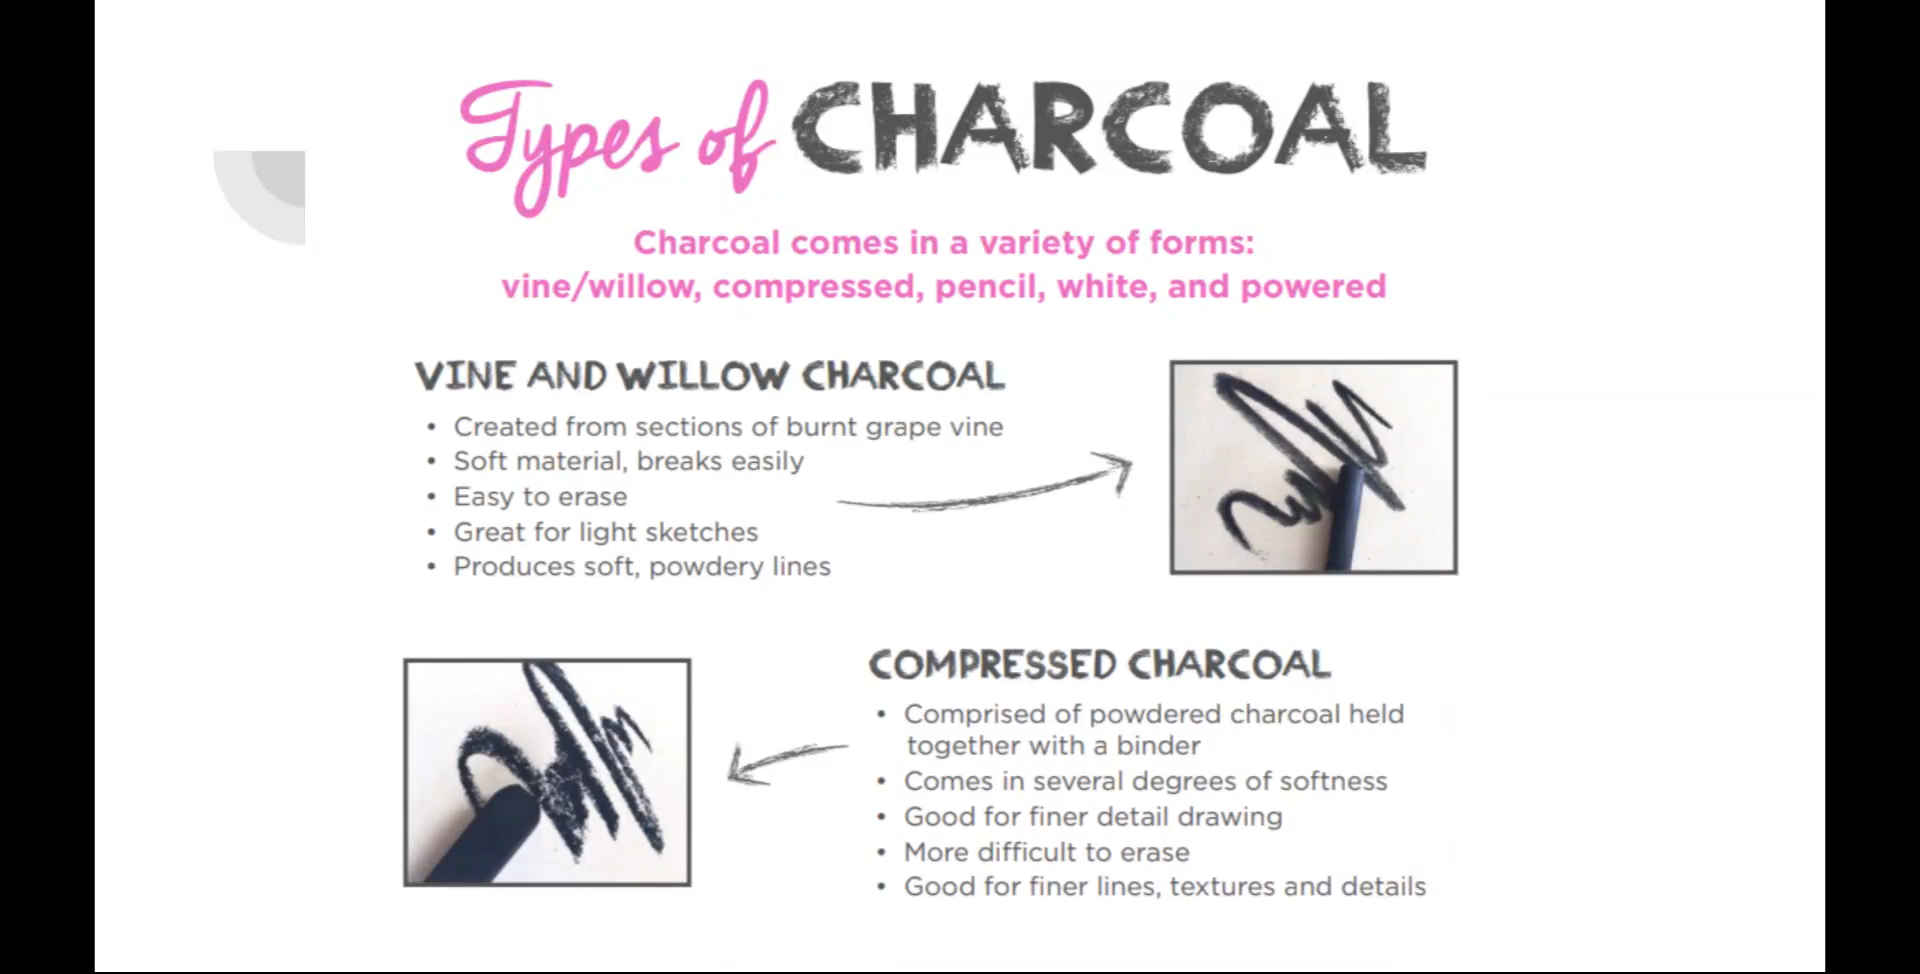 Types of CHARCOAL
Charcoal comes in a variety of forms:
vine/willow, compressed, pencil, white, and powered
VINE AND WILLOW CHARCOAL
• Created from sections of burnt grape vine
• Soft material, breaks easily
• Easy to erase
• Great for light sketches
• Produces soft, powdery lines
COMPRESSED CHARCOAL
• Comprised of powdered charcoal held
together with a binder
• Comes in several degrees of softness
• Good for finer detail drawing
• More difficult to erase
• Good for finer lines, textures and details